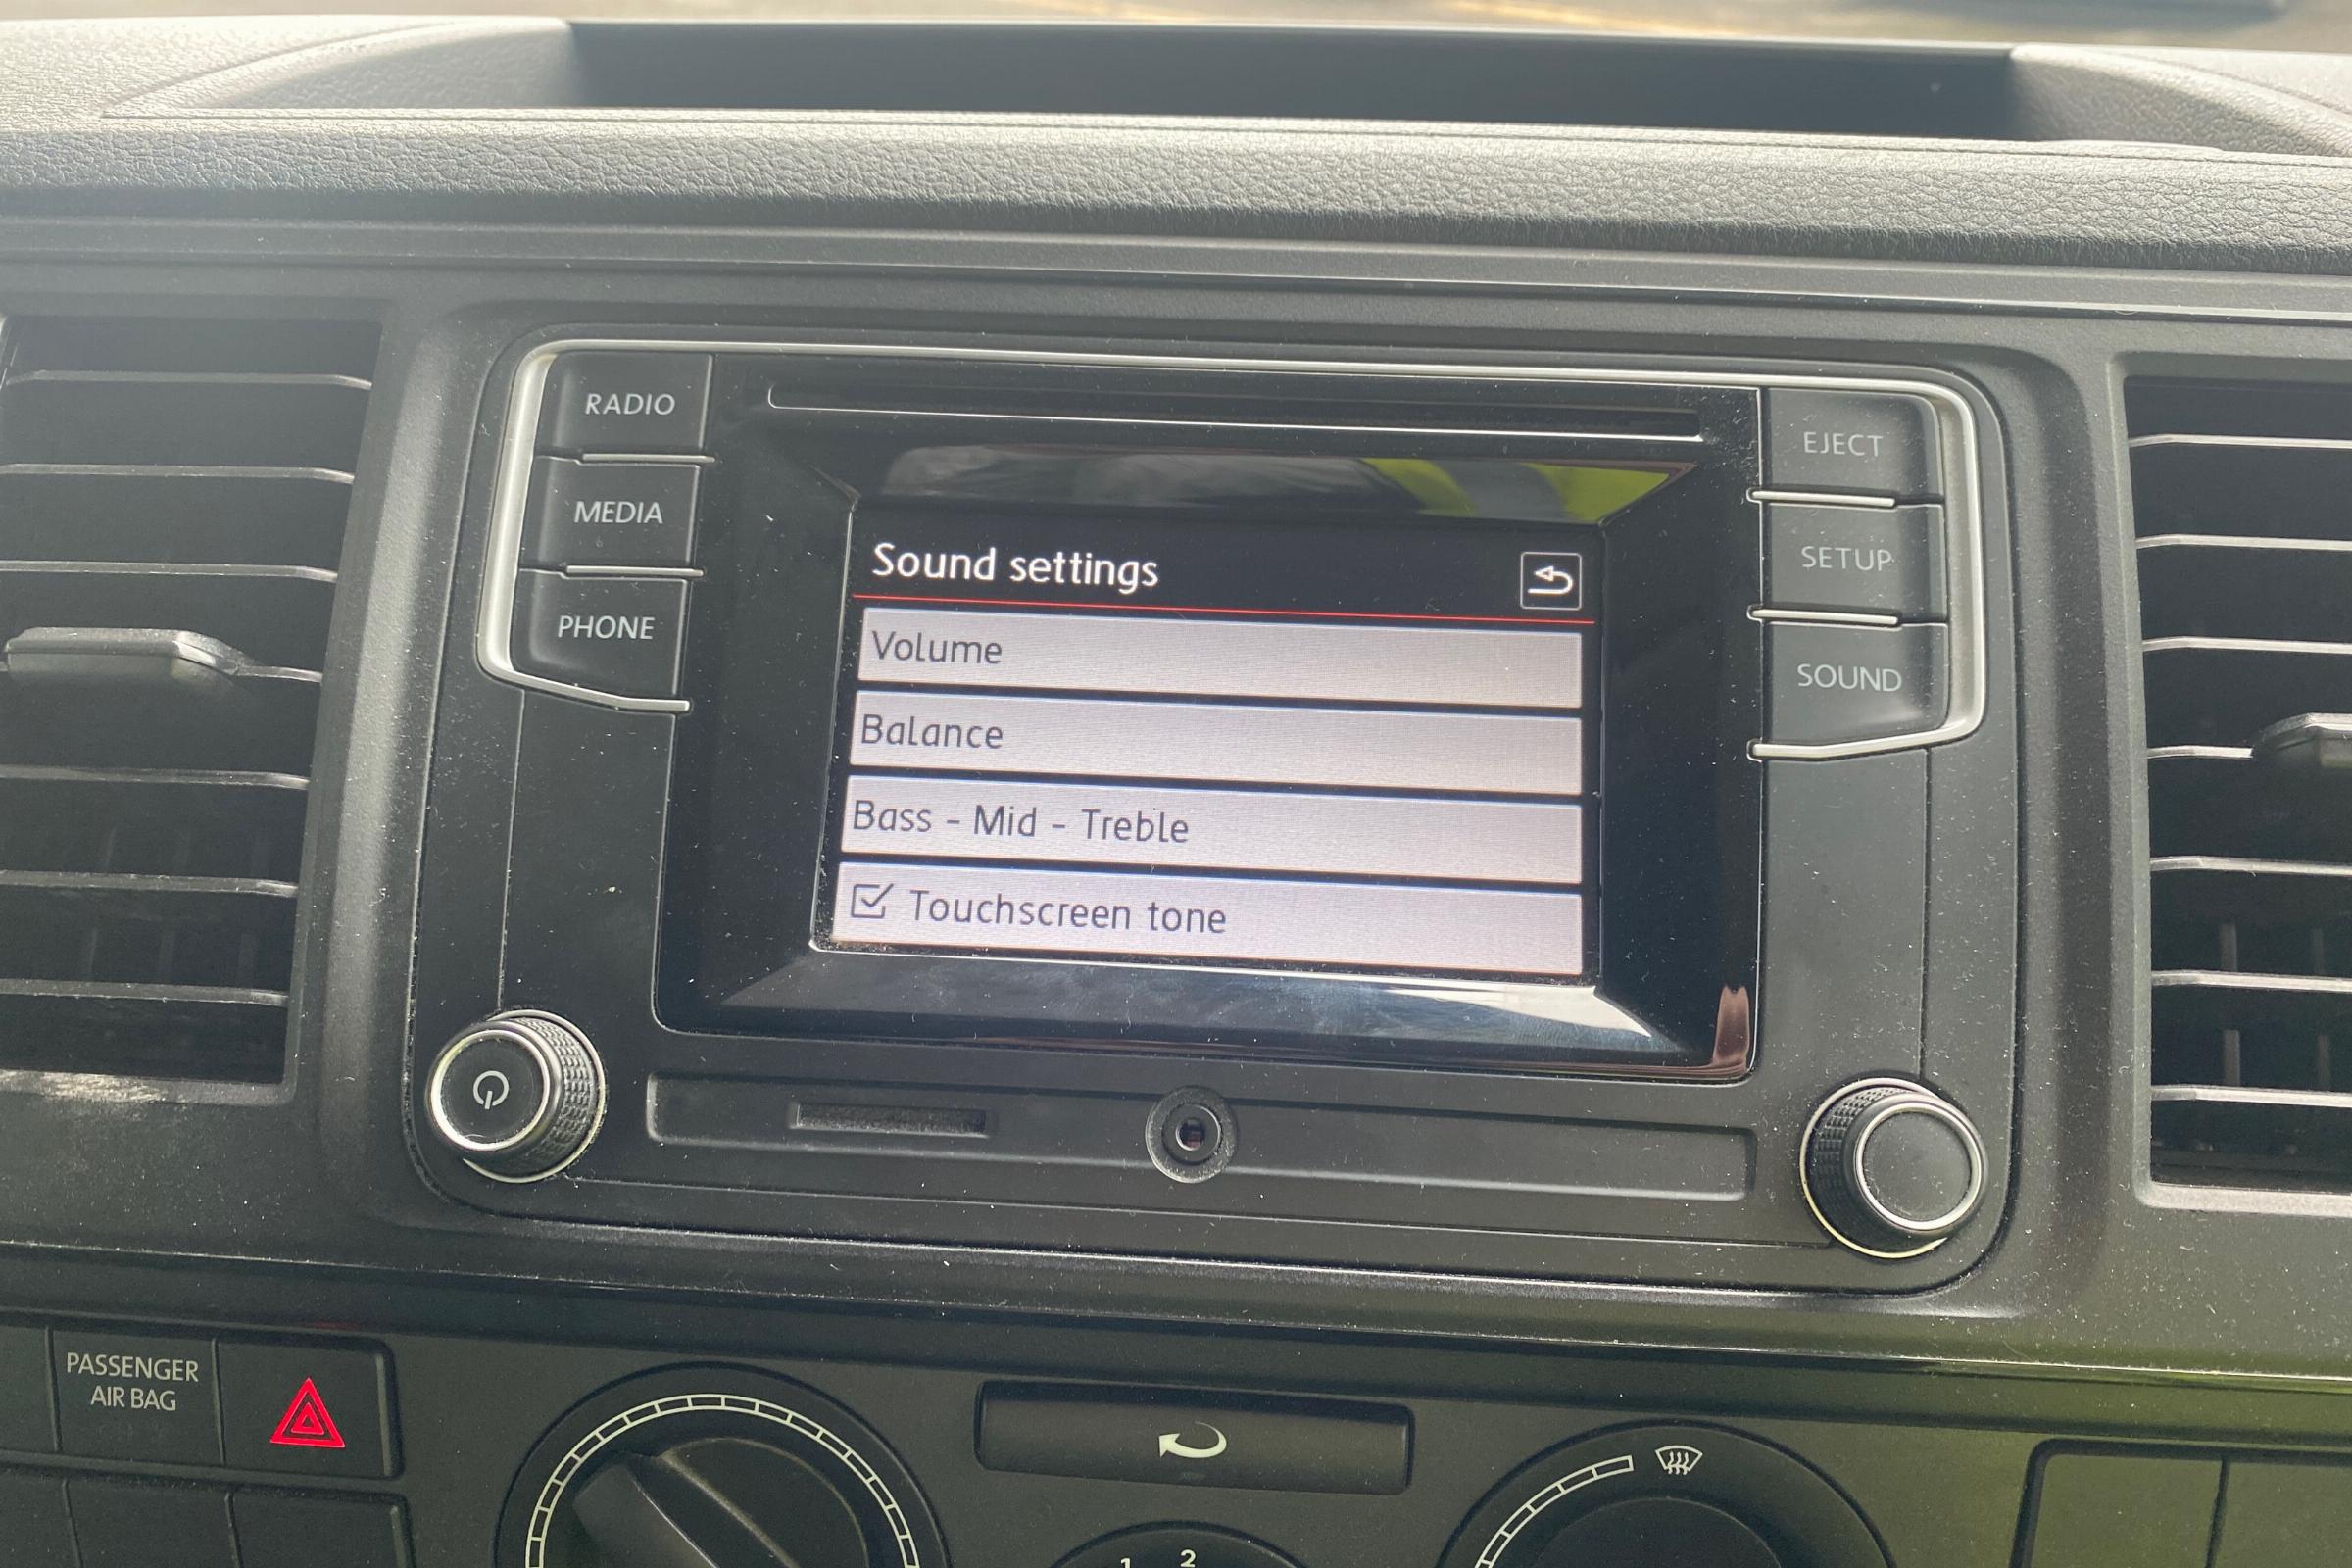 RADIO
MEDIA
PHONE
EJECT
SETUP
SOUND
Sound settings
Volume
Balance
Bass - Mid - Treble
Touchscreen tone
PASSENGER
AIR BAG
1 2